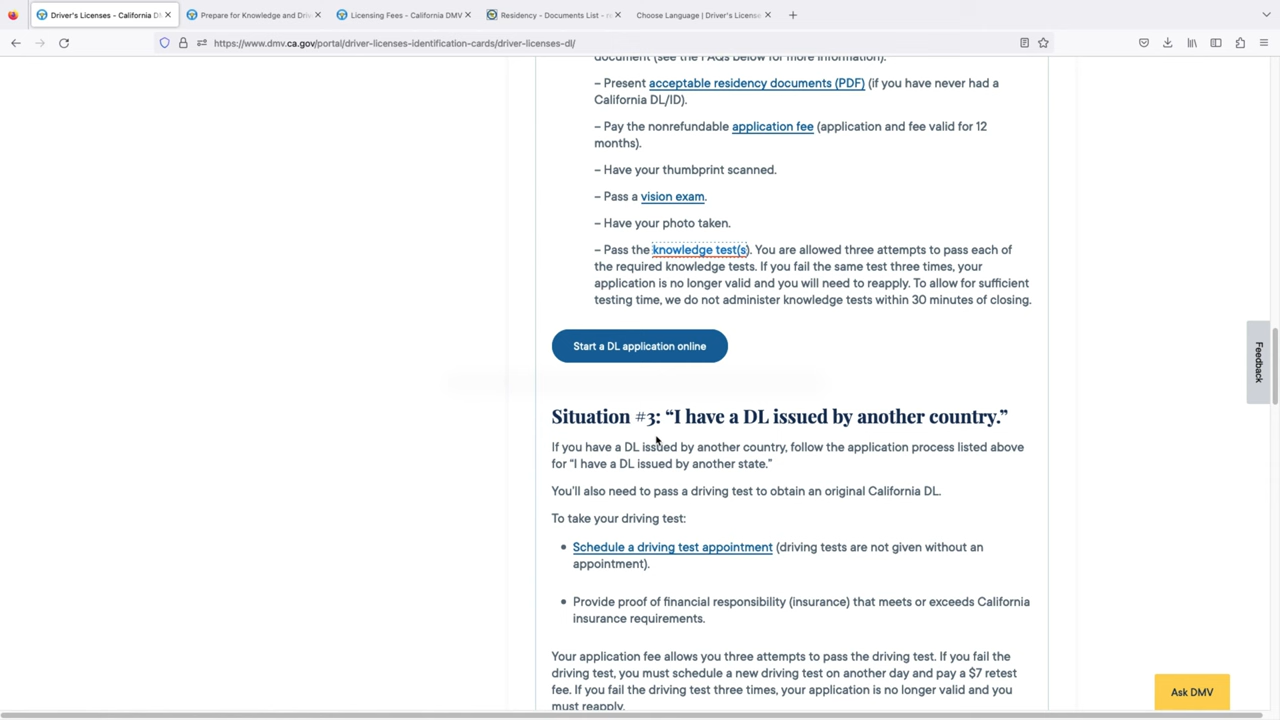 Driver's Licenses - California D
Prepare for Knowledge and Dri
Licensing Fees - California DMV
Residency - Documents List -
Choose Language | Driver's License
https://www.dmv.ca.gov/portal/driver-licenses-identification-cards/driver-licenses-dl/
document (see the FAQs below for more information).
– Present acceptable residency documents (PDF) (if you have never had a
California DL/ID).
– Pay the nonrefundable application fee (application and fee valid for 12
months).
– Have your thumbprint scanned.
– Pass a vision exam.
– Have your photo taken.
– Pass the knowledge test(s). You are allowed three attempts to pass each of
the required knowledge tests. If you fail the same test three times, your
application is no longer valid and you will need to reapply. To allow for sufficient
testing time, we do not administer knowledge tests within 30 minutes of closing.
Start a DL application online
Feedback
Situation #3: “I have a DL issued by another country.”
If you have a DL issued by another country, follow the application process listed above
for “I have a DL issued by another state.”
You’ll also need to pass a driving test to obtain an original California DL.
To take your driving test:
• Schedule a driving test appointment (driving tests are not given without an
appointment).
• Provide proof of financial responsibility (insurance) that meets or exceeds California
insurance requirements.
Your application fee allows you three attempts to pass the driving test. If you fail the
driving test, you must schedule a new driving test on another day and pay a $7 retest
fee. If you fail the driving test three times, your application is no longer valid and you
must reapply.
Ask DMV